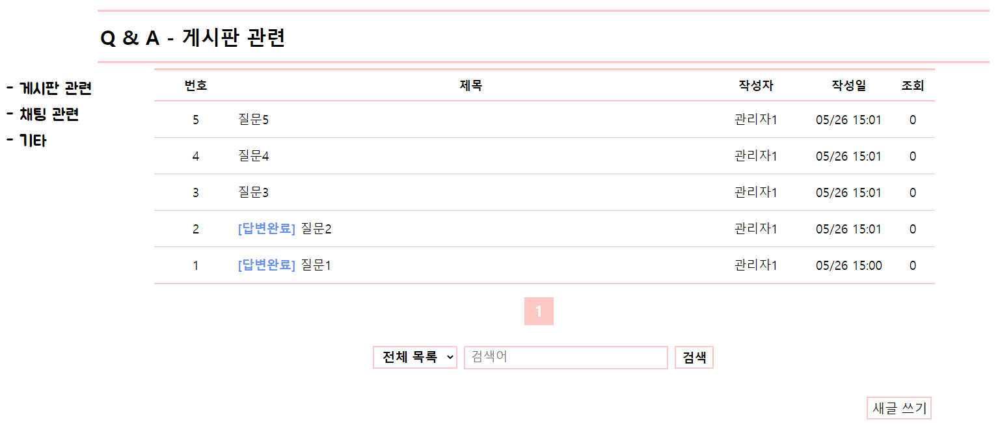 Q & A - 게시판 관련
- 게시판 관련
- 채팅 관련
- 기타
번호 제목 작성자 작성일 조회
5 질문5 관리자1 05/26 15:01 0
4 질문4 관리자1 05/26 15:01 0
3 질문3 관리자1 05/26 15:01 0
2 [답변완료] 질문2 관리자1 05/26 15:01 0
1 [답변완료] 질문1 관리자1 05/26 15:00 0
1
전체 목록 검색어 검색
새글 쓰기